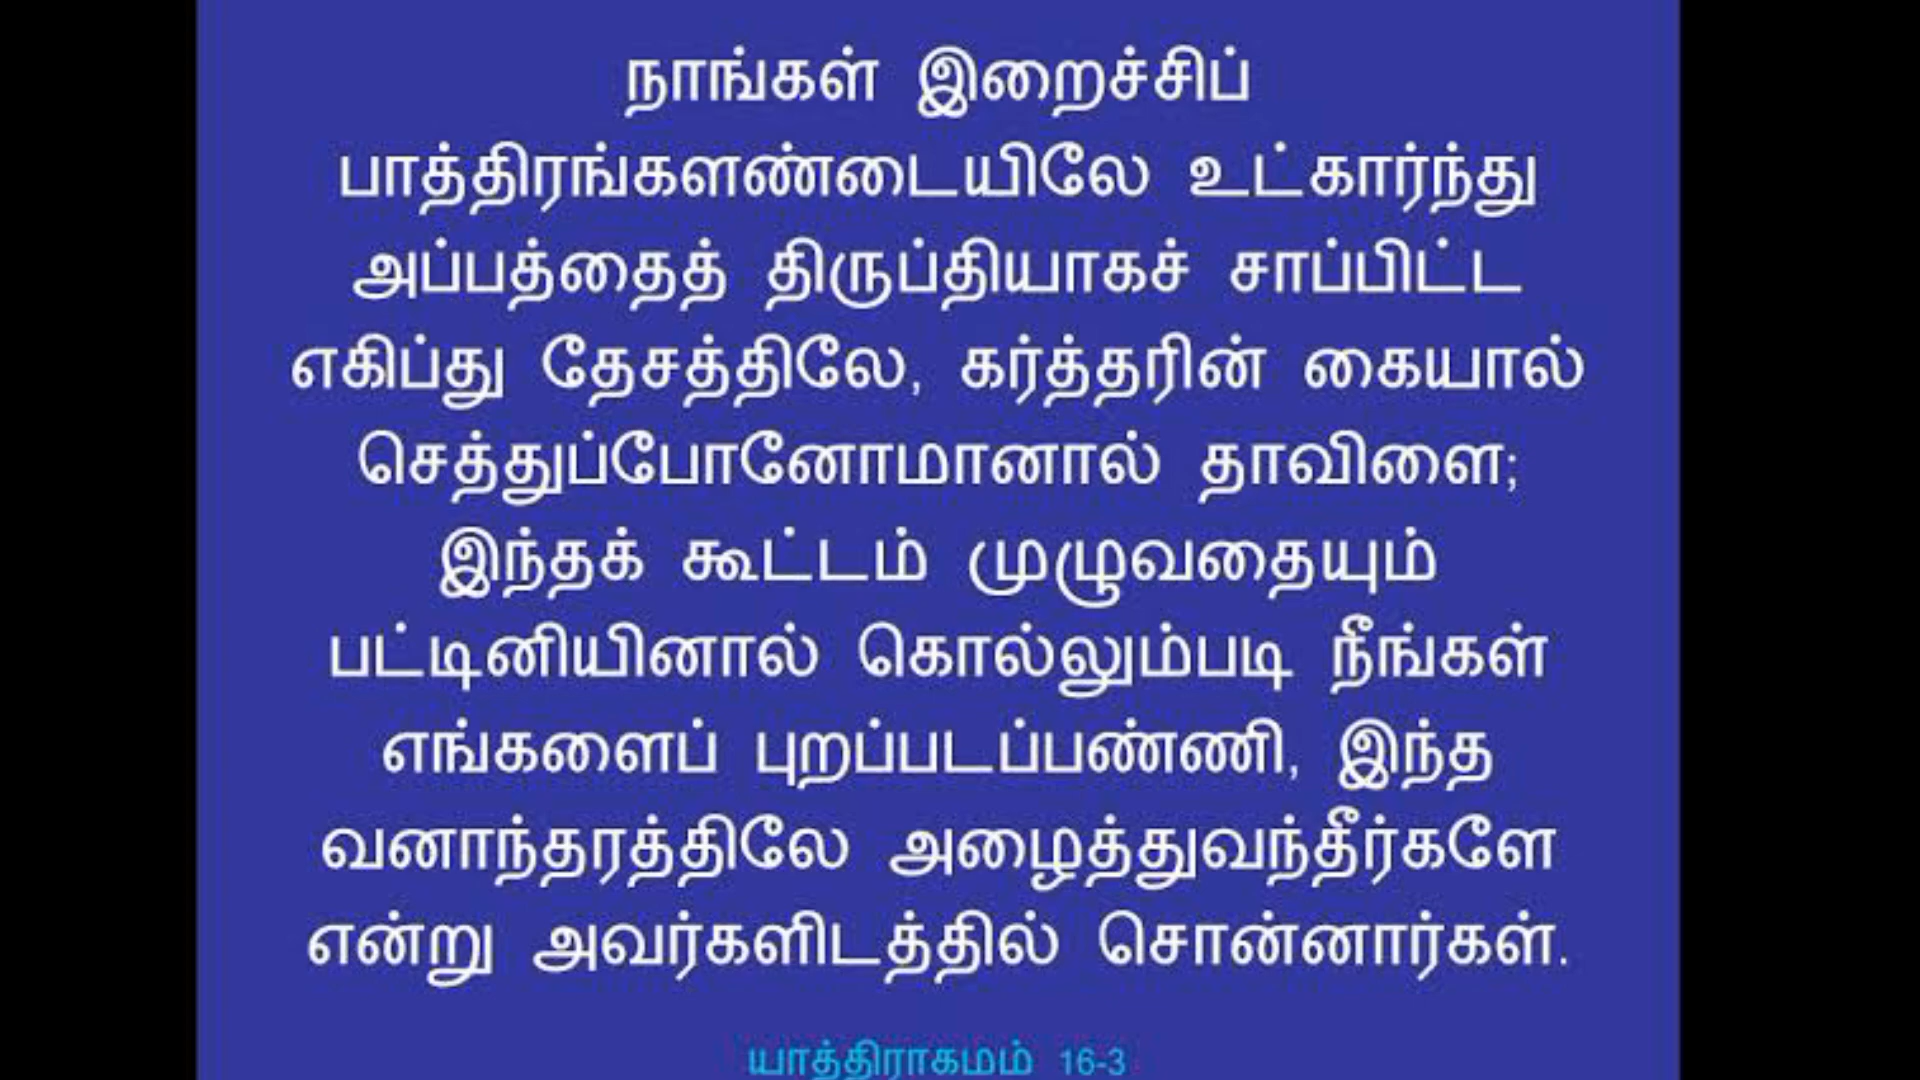 நாங்கள் இறைச்சிப்
பாத்திரங்களண்டையிலே உட்கார்ந்து
அப்பத்தைத் திருப்தியாகச் சாப்பிட்ட
எகிப்து தேசத்திலே, கர்த்தரின் கையால்
செத்துப்போனோமானால் தாவிளை;
இந்தக் கூட்டம் முழுவதையும்
பட்டினியினால் கொல்லும்படி நீங்கள்
எங்களைப் புறப்படப்பண்ணி, இந்த
வனாந்தரத்திலே அழைத்துவந்தீர்களே
என்று அவர்களிடத்தில் சொன்னார்கள்.
யாத்திராகமம் 16-3